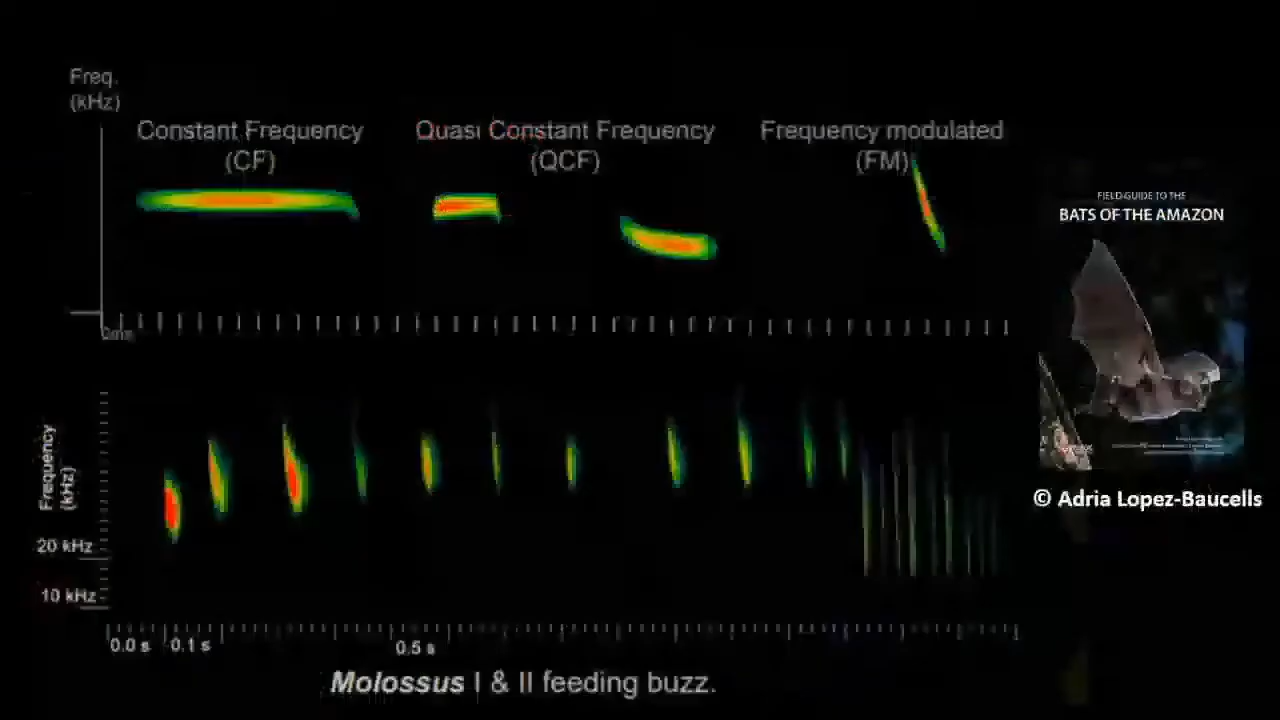 Freq.
(kHz)
Constant Frequency
(CF)
Quasi Constant Frequency
(QCF)
Frequency modulated
(FM)
0ms
FIELD GUIDE TO THE
BATS OF THE AMAZON
© Adria Lopez-Baucells
Frequency
(kHz)
20 kHz
10 kHz
0.0 s
0.1 s
0.5 s
Molossus I & II feeding buzz.